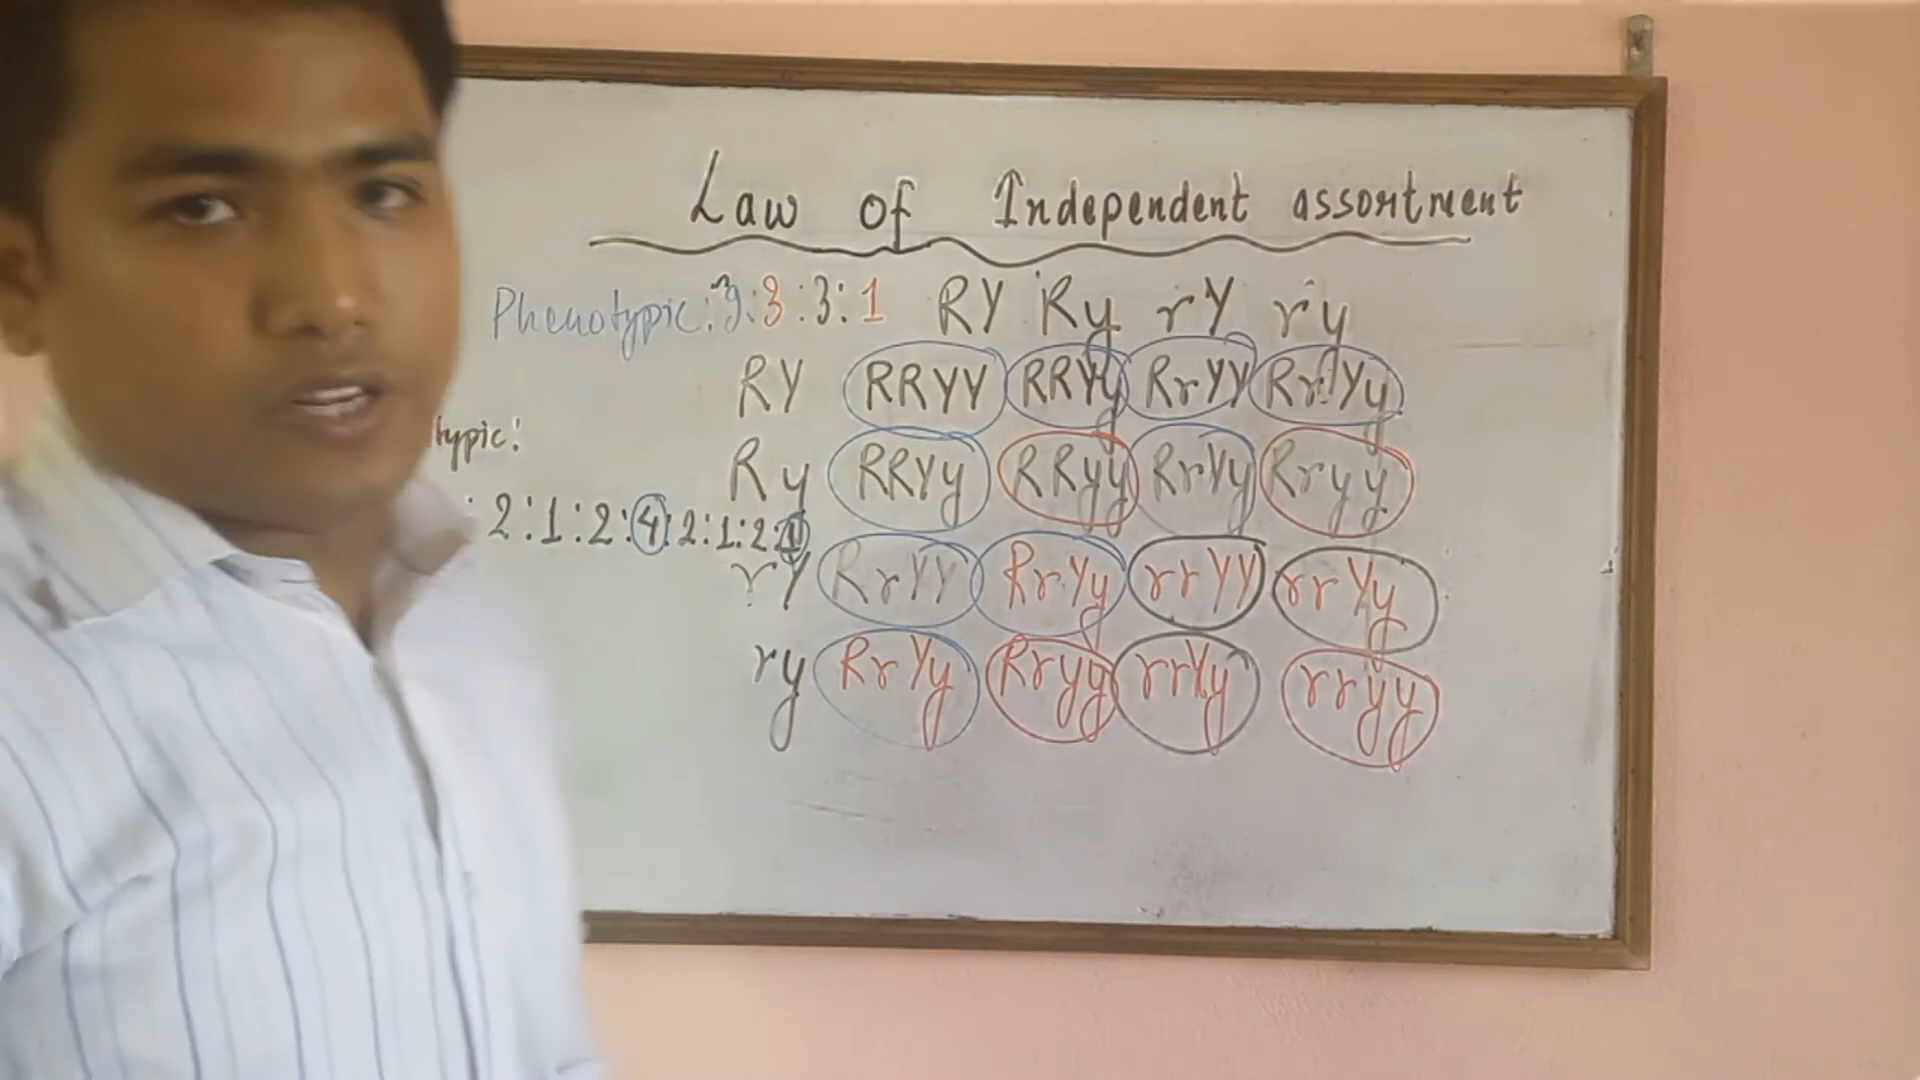 Law of Independent assortment
Phenotypic: 9:3:3:1
RY Ry rY ry
RY RRYY RRYy RrYY RrYy
typic:
Ry RRYy RRyy RrYy Rryy
: 2:1:2:4:2:1:2:1
rY RrYY RrYy rrYY rrYy
ry RrYy Rryy rrYy rryy